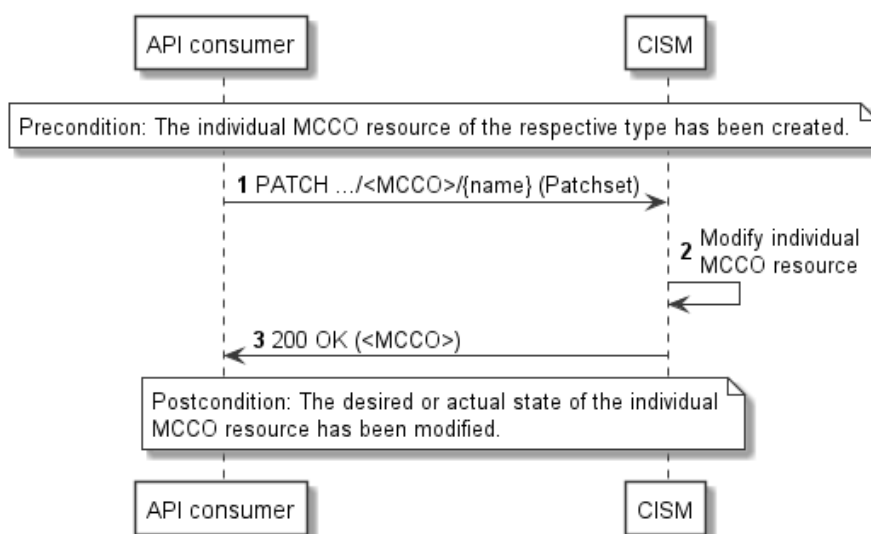 API consumer
CISM
Precondition: The individual MCCO resource of the respective type has been created.
1 PATCH .../<MCCO>/{name} (Patchset)
2 Modify individual
MCCO resource
3 200 OK (<MCCO>)
Postcondition: The desired or actual state of the individual
MCCO resource has been modified.
API consumer
CISM